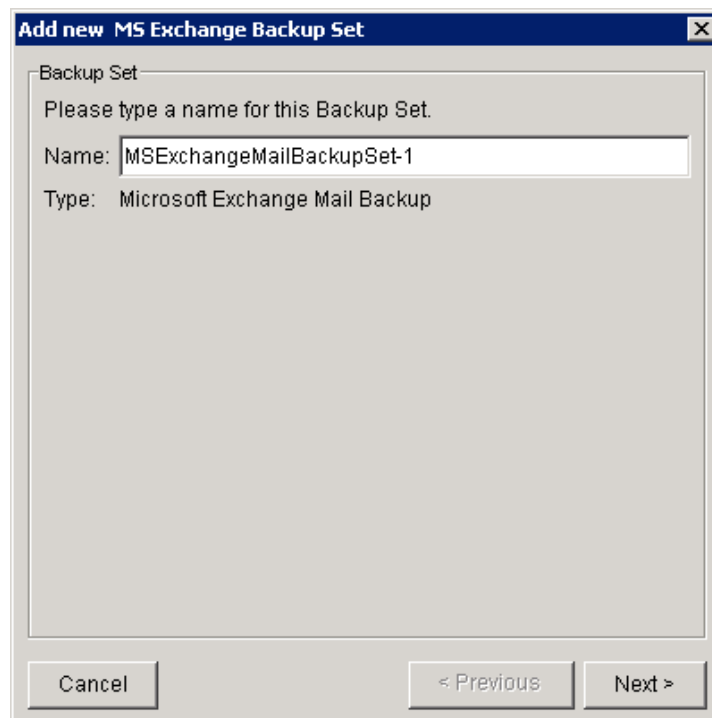 Add new MS Exchange Backup Set
Backup Set
Please type a name for this Backup Set.
Name: MSExchangeMailBackupSet-1
Type: Microsoft Exchange Mail Backup
Cancel < Previous Next >